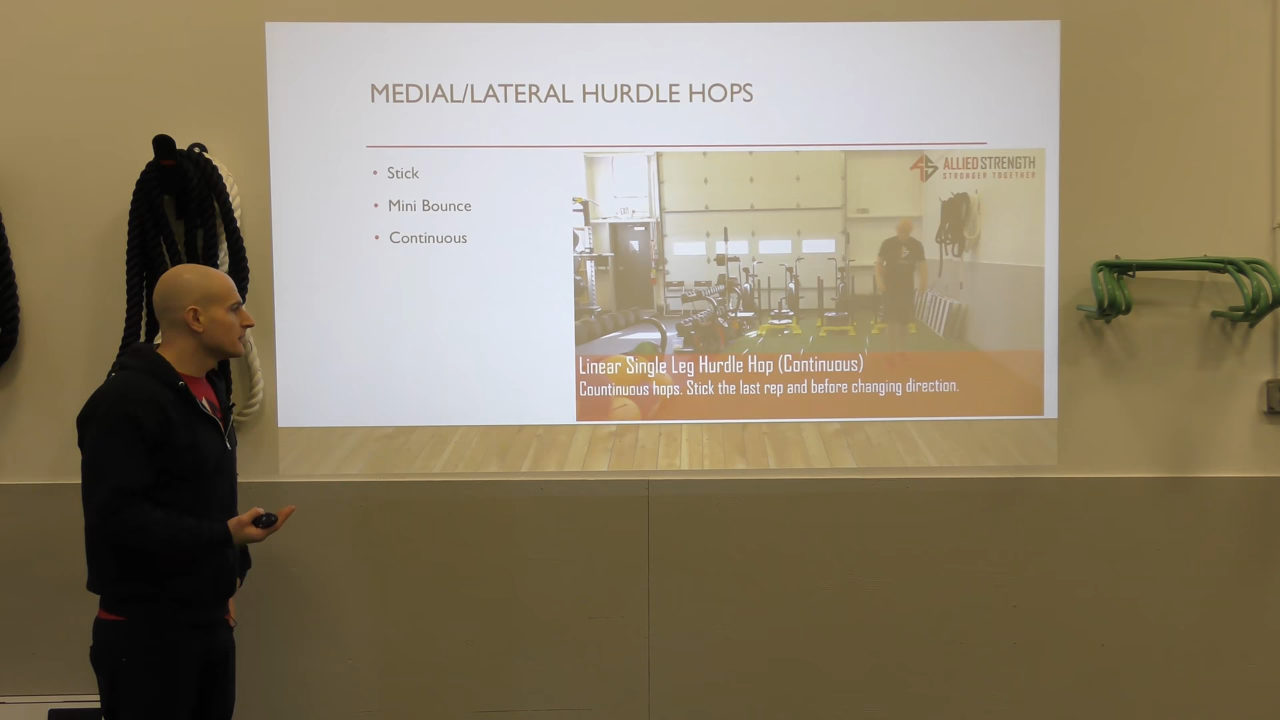 MEDIAL/LATERAL HURDLE HOPS
• Stick
• Mini Bounce
• Continuous
ALLIED STRENGTH
STRONGER TOGETHER
EXIT
Linear Single Leg Hurdle Hop (Continuous)
Countinuous hops. Stick the last rep and before changing direction.